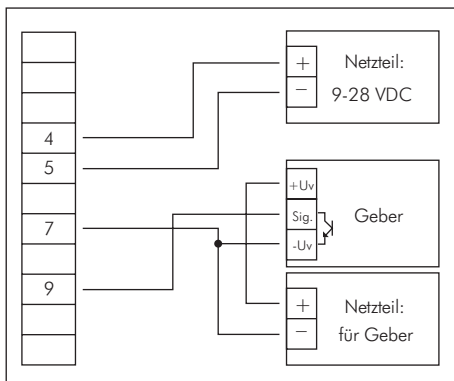 4
5
7
9
+
−
Netzteil:
9-28 VDC
+Uv
Sig.
-Uv
Geber
+
−
Netzteil:
für Geber